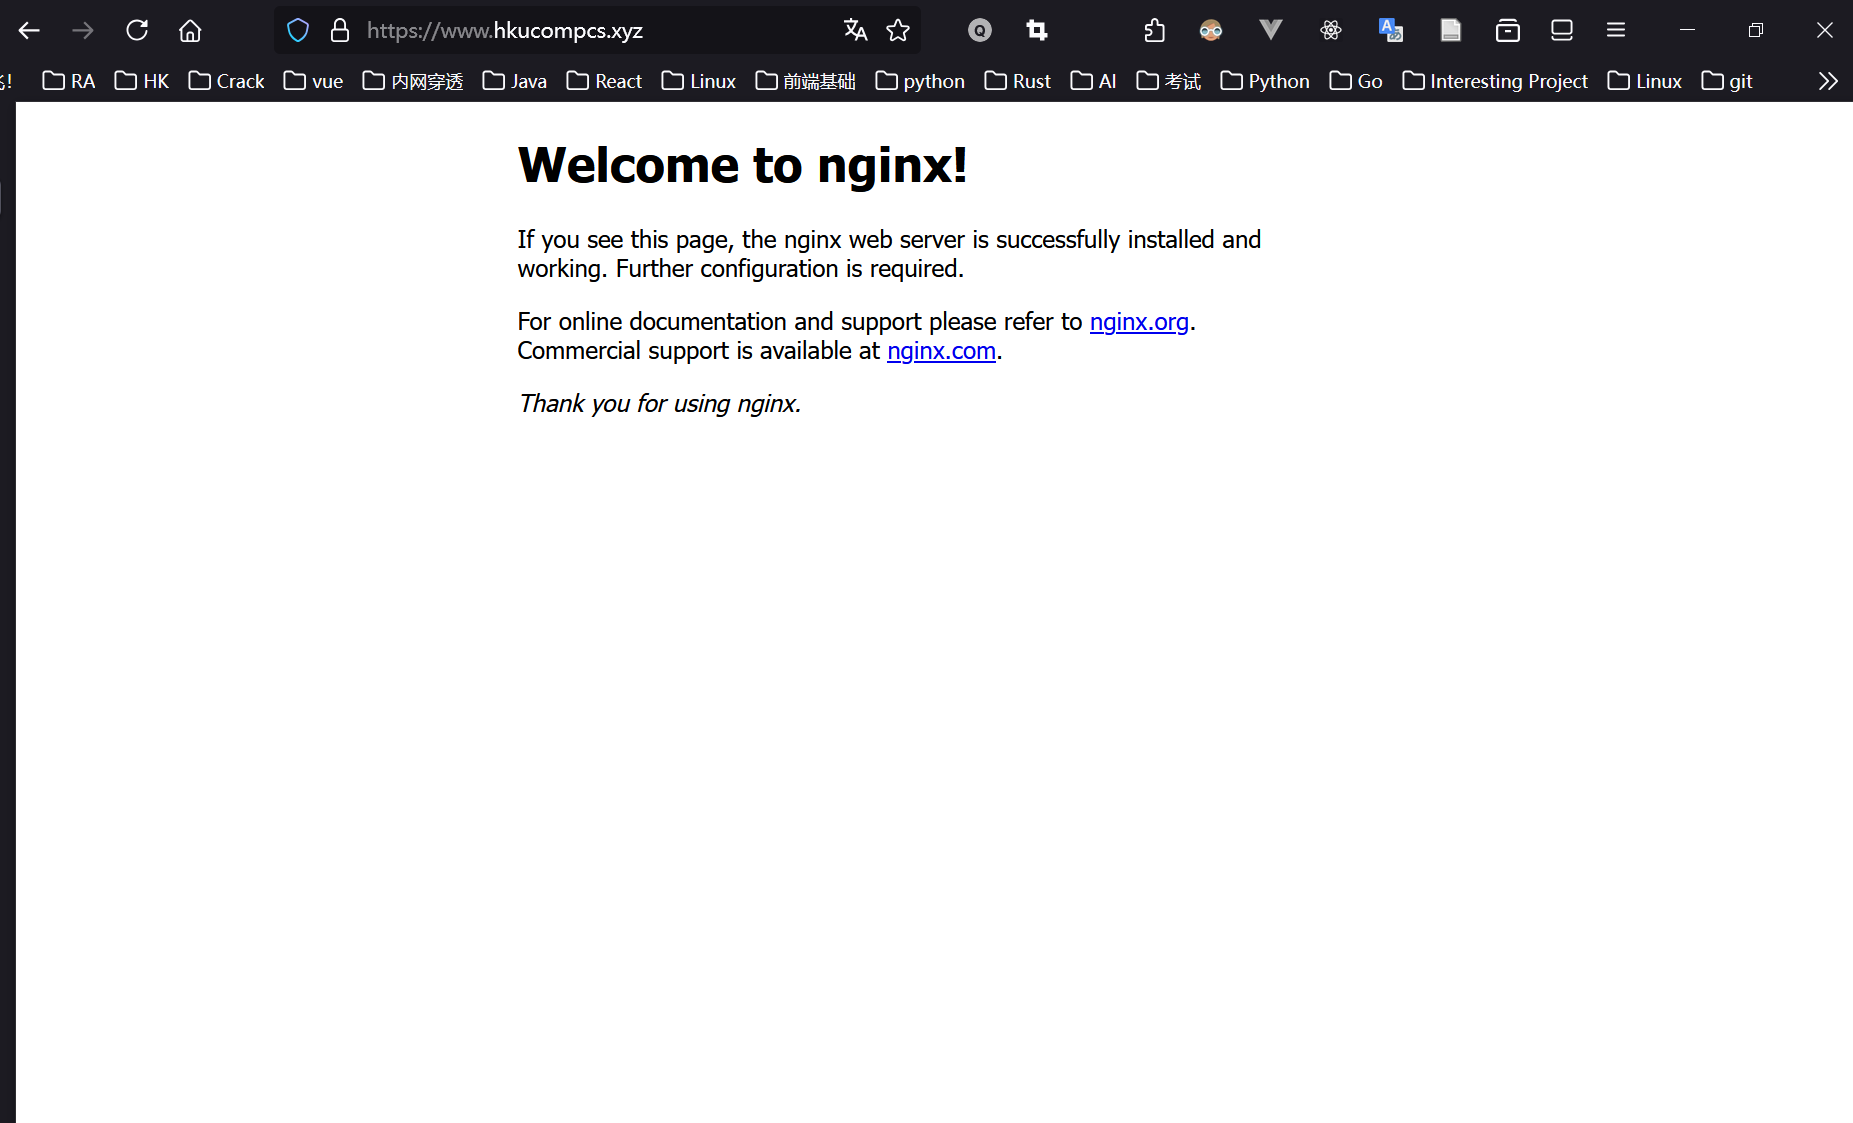 https://www.hkucompcs.xyz
RA HK Crack vue 内网穿透 Java React Linux 前端基础 python Rust AI 考试 Python Go Interesting Project Linux git
Welcome to nginx!
If you see this page, the nginx web server is successfully installed and
working. Further configuration is required.
For online documentation and support please refer to nginx.org.
Commercial support is available at nginx.com.
Thank you for using nginx.